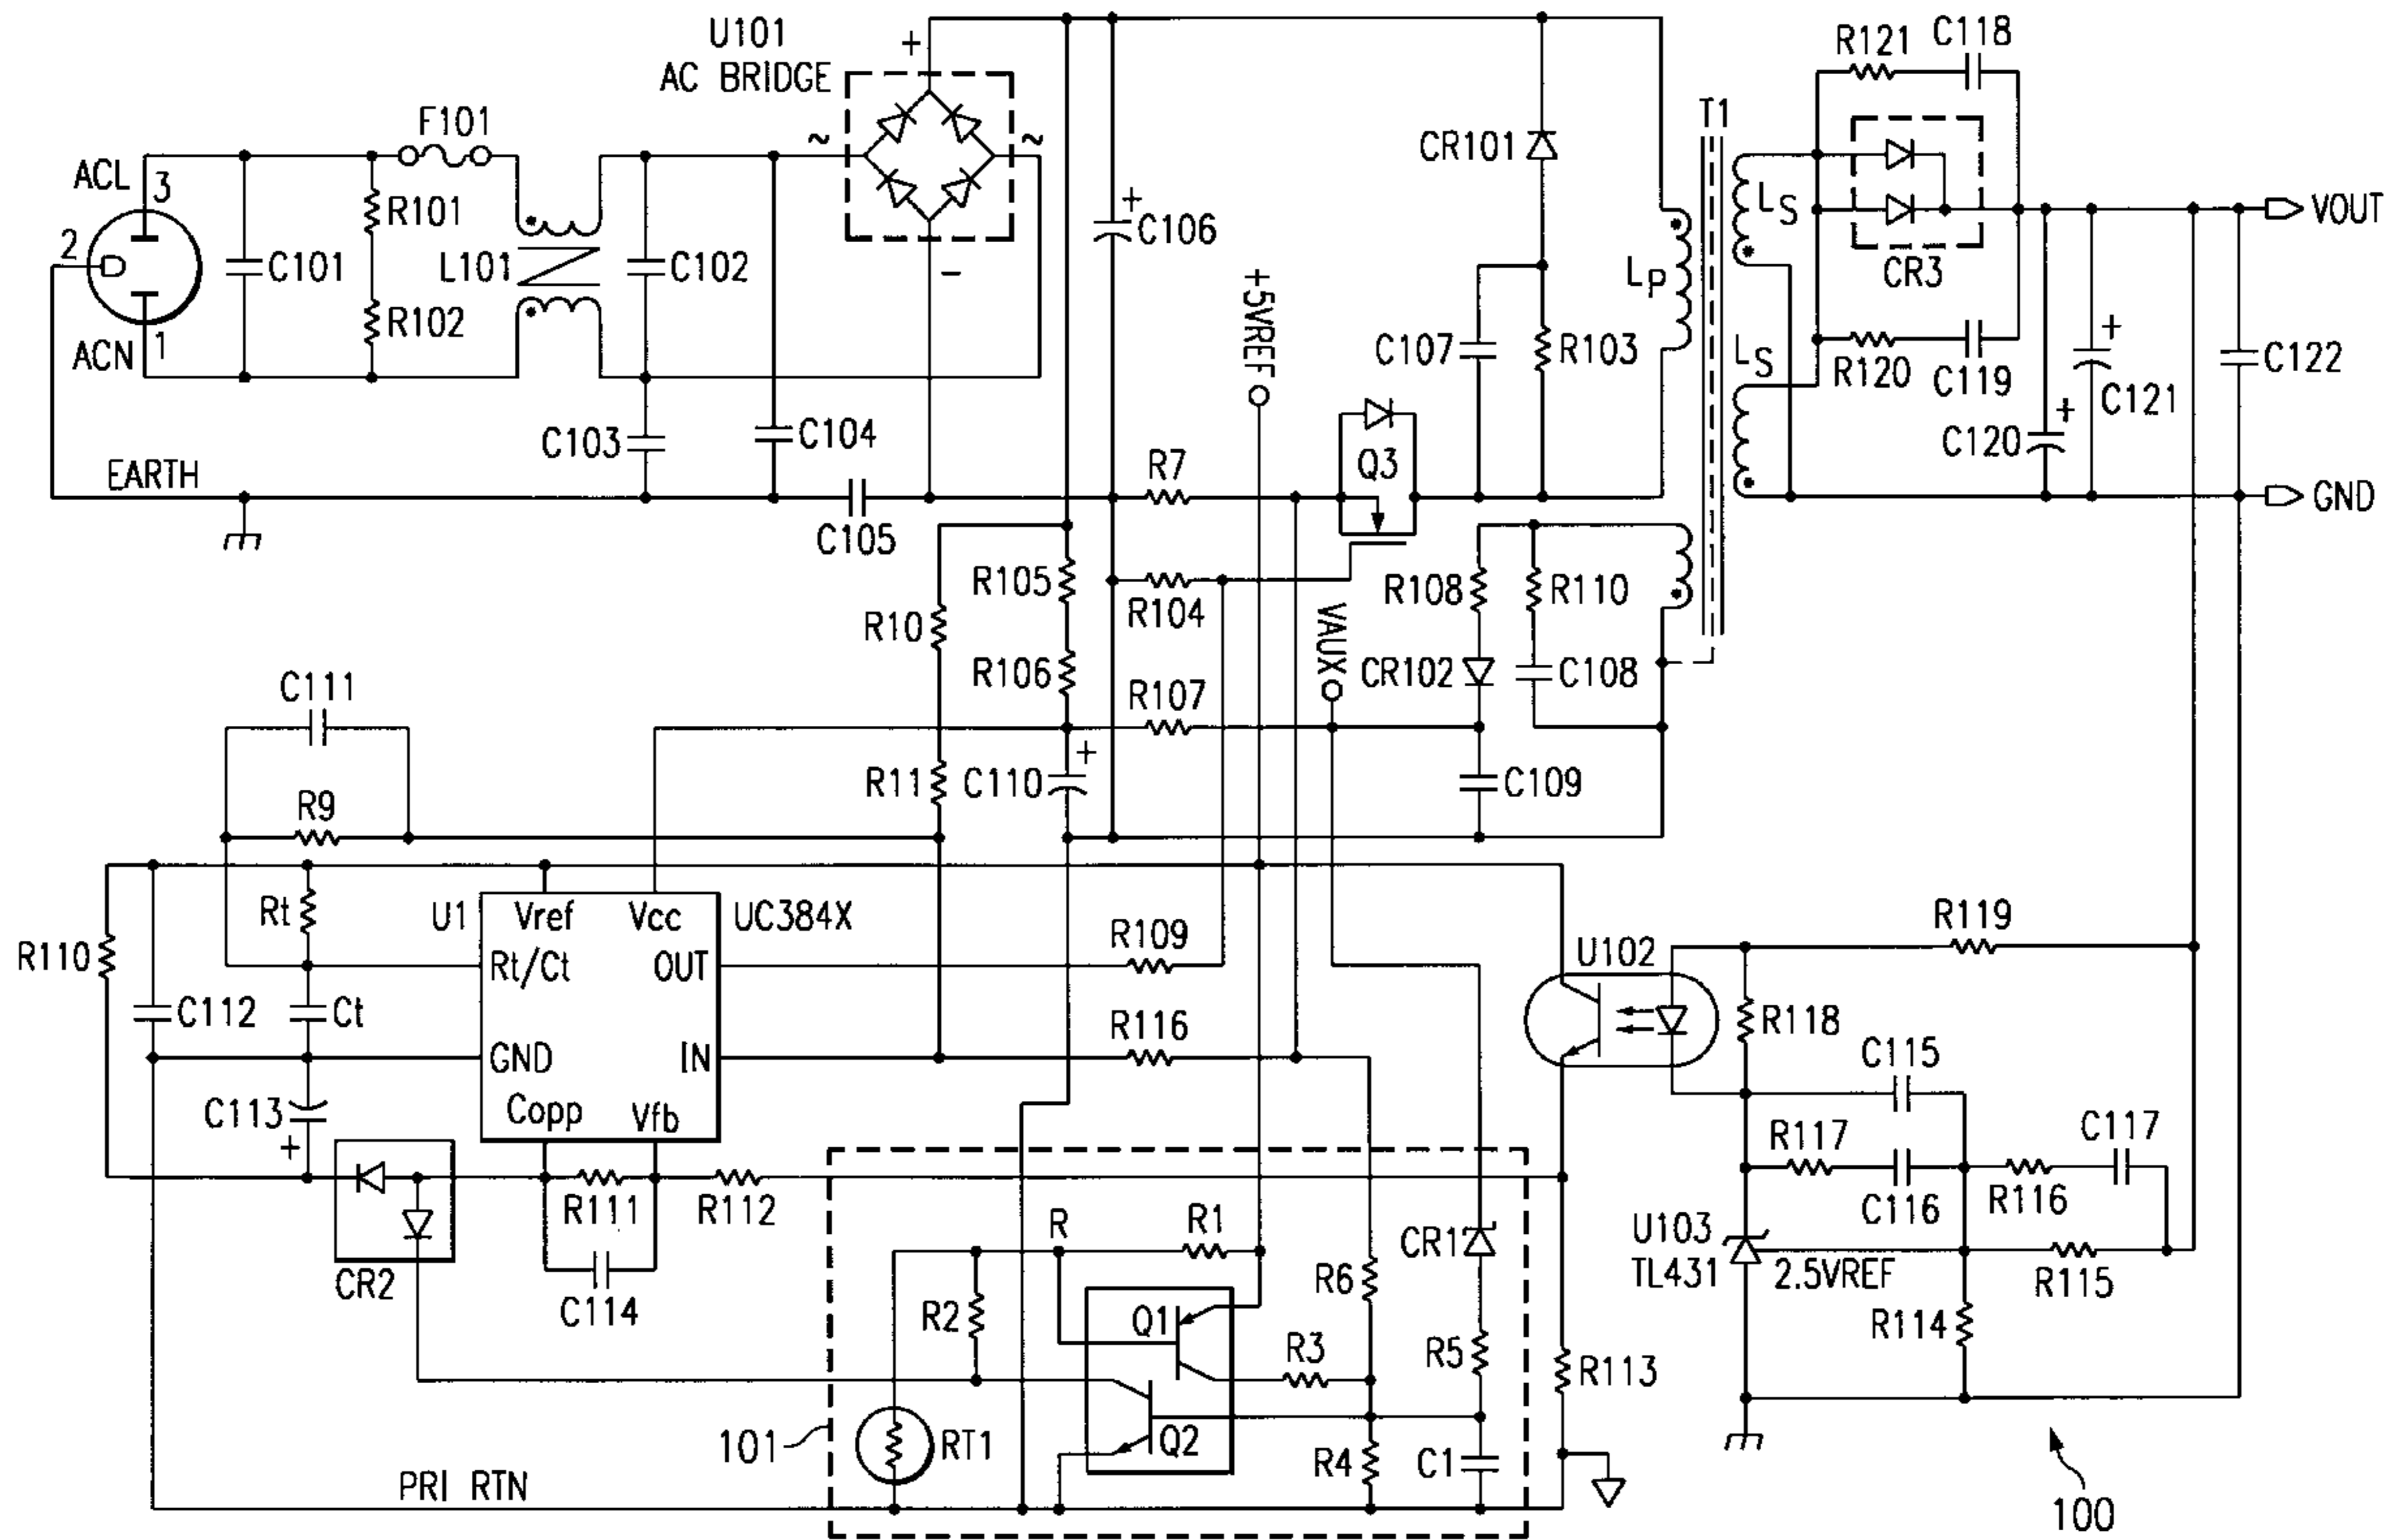 U101
AC BRIDGE
+
~
~
−
F101
ACL
3
2
ACN
1
C101
R101
R102
L101
C102
C103
C104
EARTH
C105
+
C106
+5VREF
CR101
C107
R103
LP
T1
LS
LS
R121
C118
CR3
R120
C119
+
C120
+
C121
C122
VOUT
GND
R7
Q3
R104
R105
R106
R10
R11
R107
VAUX
R108
CR102
R110
C108
C109
+
C110
C111
R9
Rt
R110
C112
Ct
C113
+
U1
UC384X
Vref
Vcc
Rt/Ct
OUT
GND
IN
Copp
Vfb
R109
R116
R111
R112
C114
CR2
U102
R119
R118
C115
R117
C116
C117
R116
U103
TL431
2.5VREF
R115
R114
R113
R
R1
R2
Q1
Q2
R3
R6
CR1
R5
R4
C1
RT1
101
PRI RTN
100